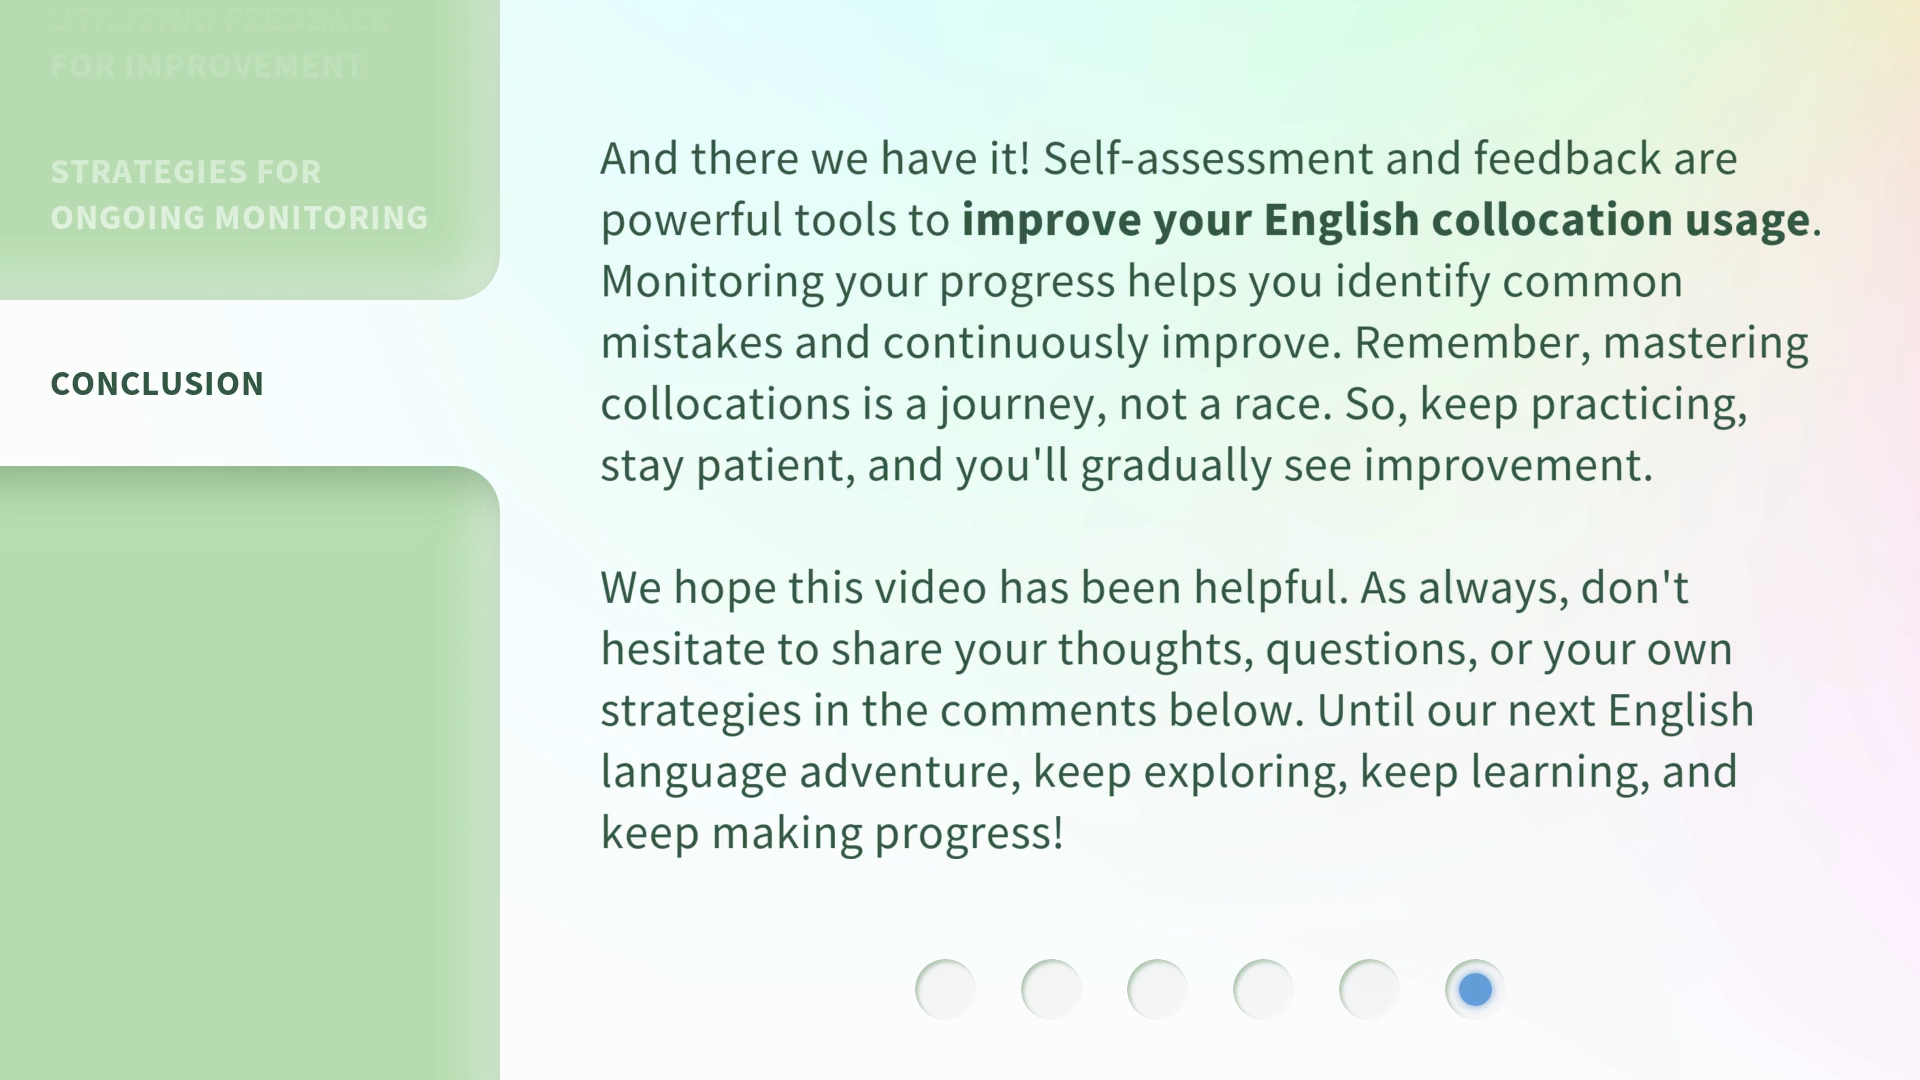 UTILIZING FEEDBACK
FOR IMPROVEMENT
STRATEGIES FOR
ONGOING MONITORING
CONCLUSION
And there we have it! Self-assessment and feedback are
powerful tools to improve your English collocation usage.
Monitoring your progress helps you identify common
mistakes and continuously improve. Remember, mastering
collocations is a journey, not a race. So, keep practicing,
stay patient, and you'll gradually see improvement.
We hope this video has been helpful. As always, don't
hesitate to share your thoughts, questions, or your own
strategies in the comments below. Until our next English
language adventure, keep exploring, keep learning, and
keep making progress!